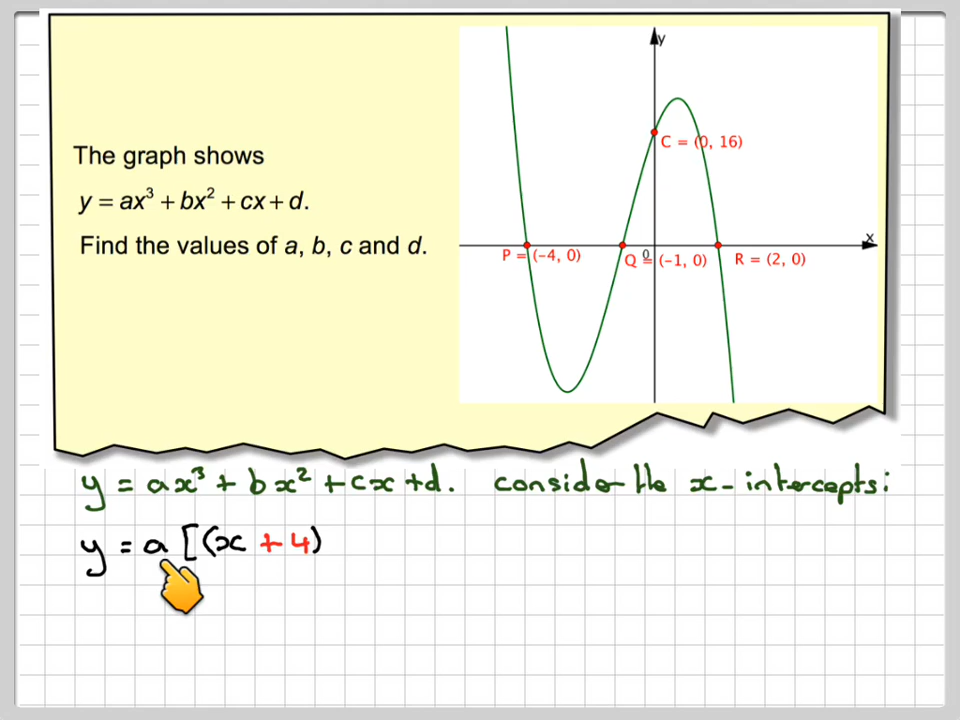 The graph shows
y = ax³ + bx² + cx + d.
Find the values of a, b, c and d.
y
C = (0, 16)
x
P = (−4, 0)
Q = (−1, 0)
0
R = (2, 0)
y = ax³ + bx² + cx + d. consider the x-intercepts:
y = a [(x + 4)